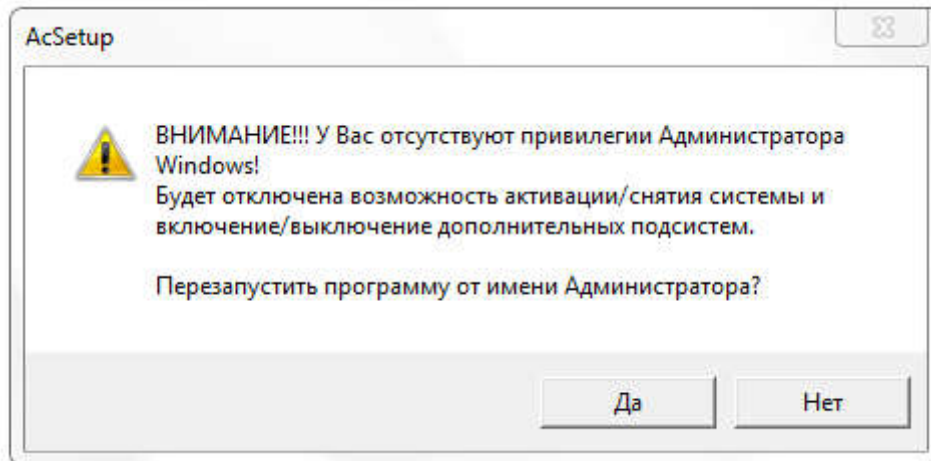 AcSetup
ВНИМАНИЕ!!! У Вас отсутствуют привилегии Администратора
Windows!
Будет отключена возможность активации/снятия системы и
включение/выключение дополнительных подсистем.
Перезапустить программу от имени Администратора?
Да
Нет